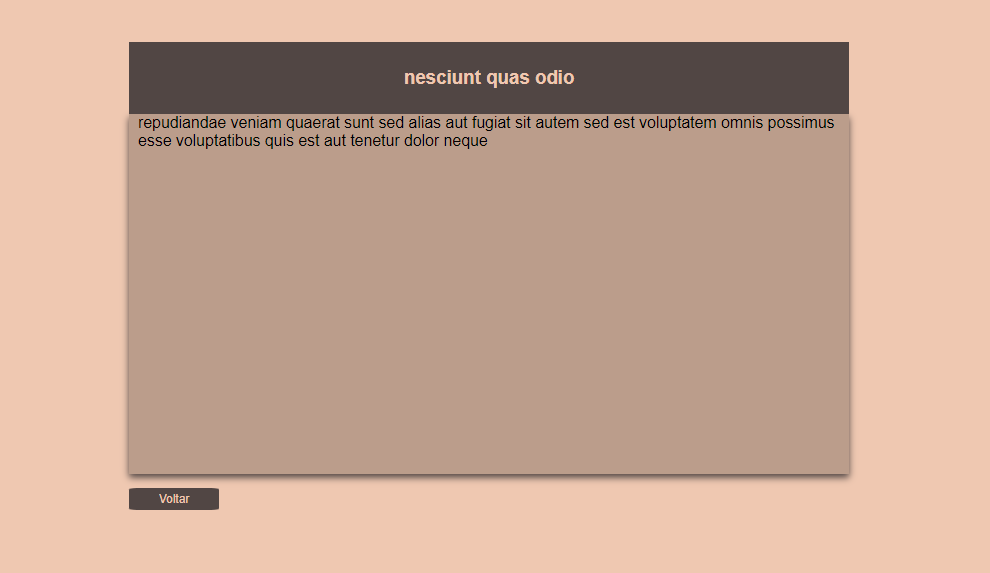 nesciunt quas odio
repudiandae veniam quaerat sunt sed alias aut fugiat sit autem sed est voluptatem omnis possimus
esse voluptatibus quis est aut tenetur dolor neque
Voltar